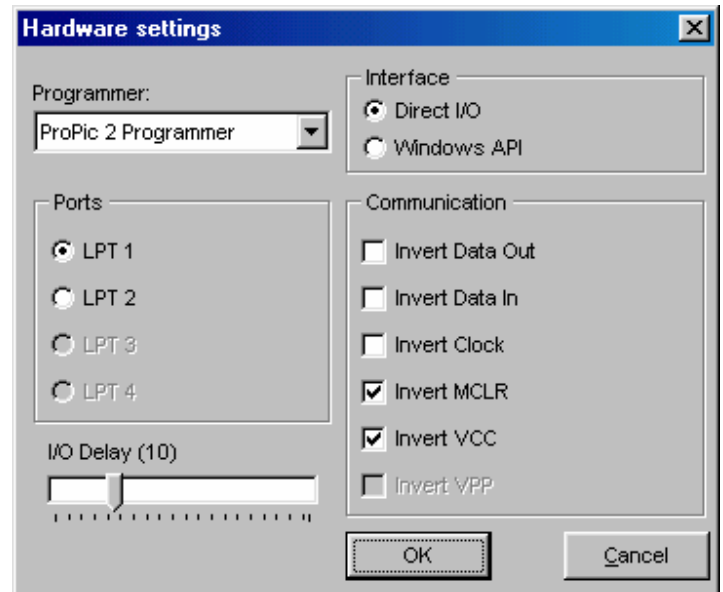 Hardware settings
Programmer:
ProPic 2 Programmer
Interface
Direct I/O
Windows API
Ports
LPT 1
LPT 2
LPT 3
LPT 4
Communication
Invert Data Out
Invert Data In
Invert Clock
Invert MCLR
Invert VCC
Invert VPP
I/O Delay (10)
OK
Cancel